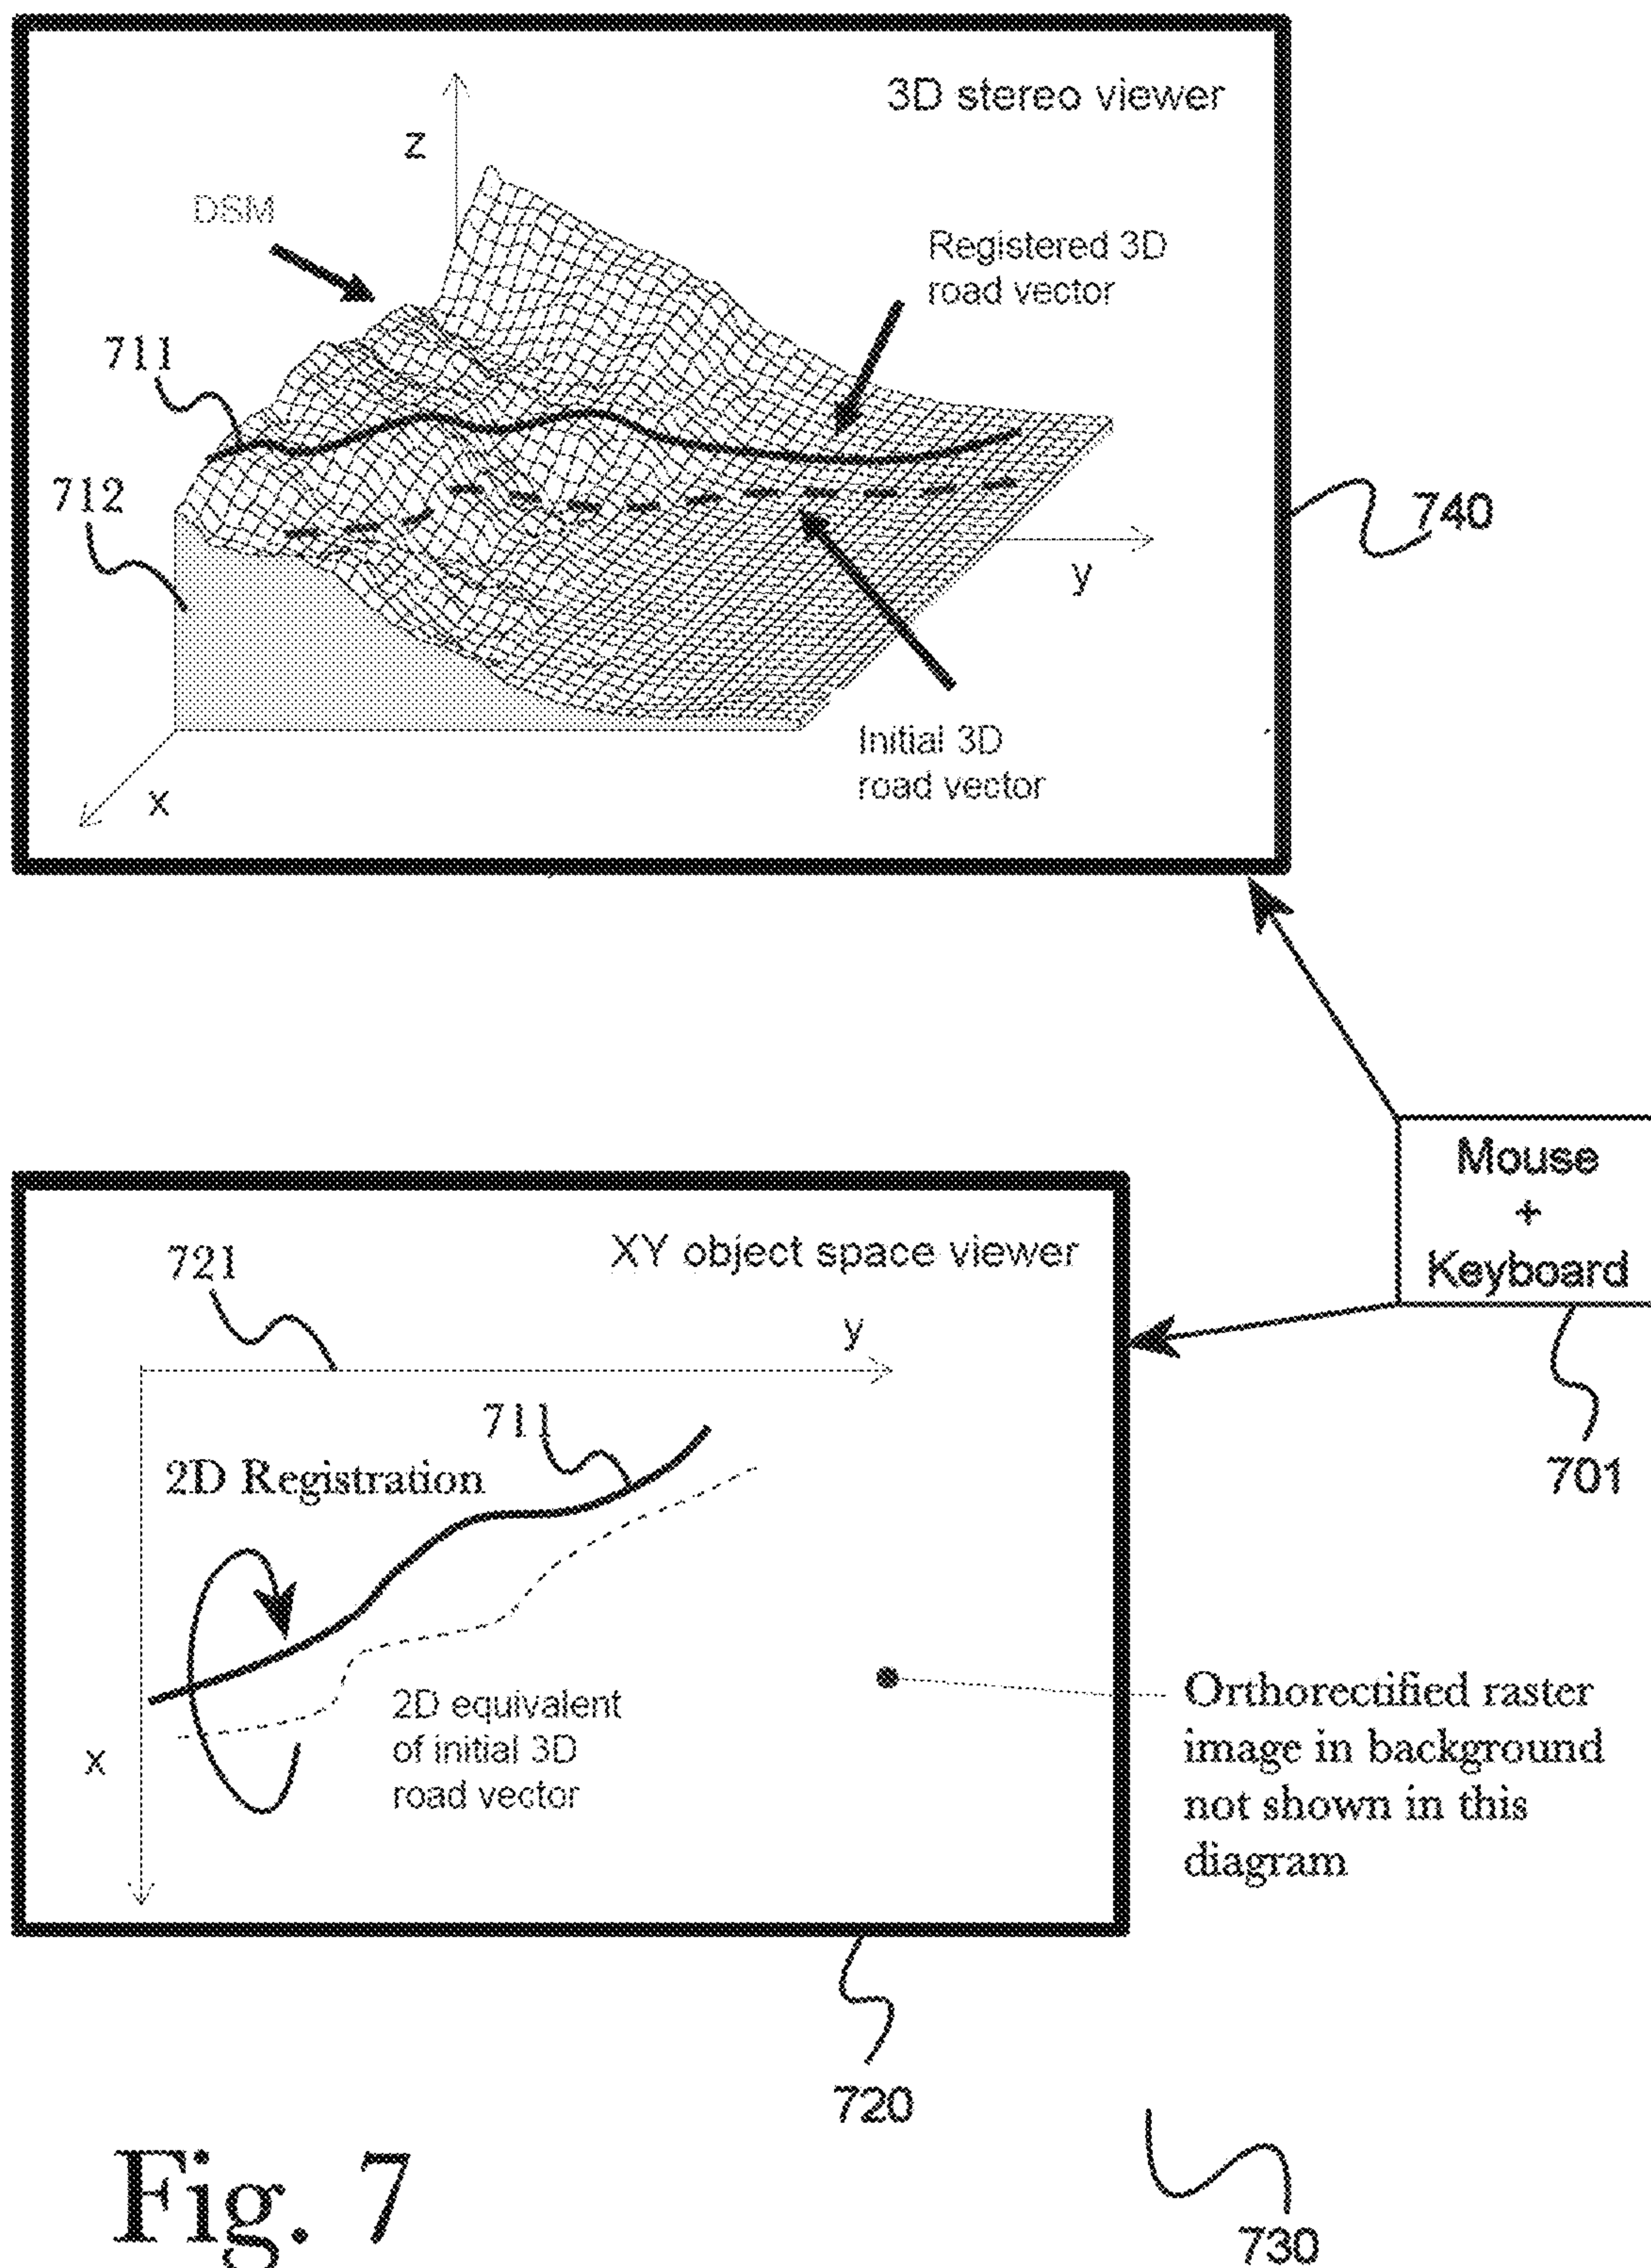 3D stereo viewer
z
DSM
Registered 3D
road vector
711
712
740
y
Initial 3D
road vector
x
Mouse
+
Keyboard
XY object space viewer
721
y
711
2D Registration
701
2D equivalent
of initial 3D
road vector
x
Orthorectified raster
image in background
not shown in this
diagram
720
Fig. 7
730